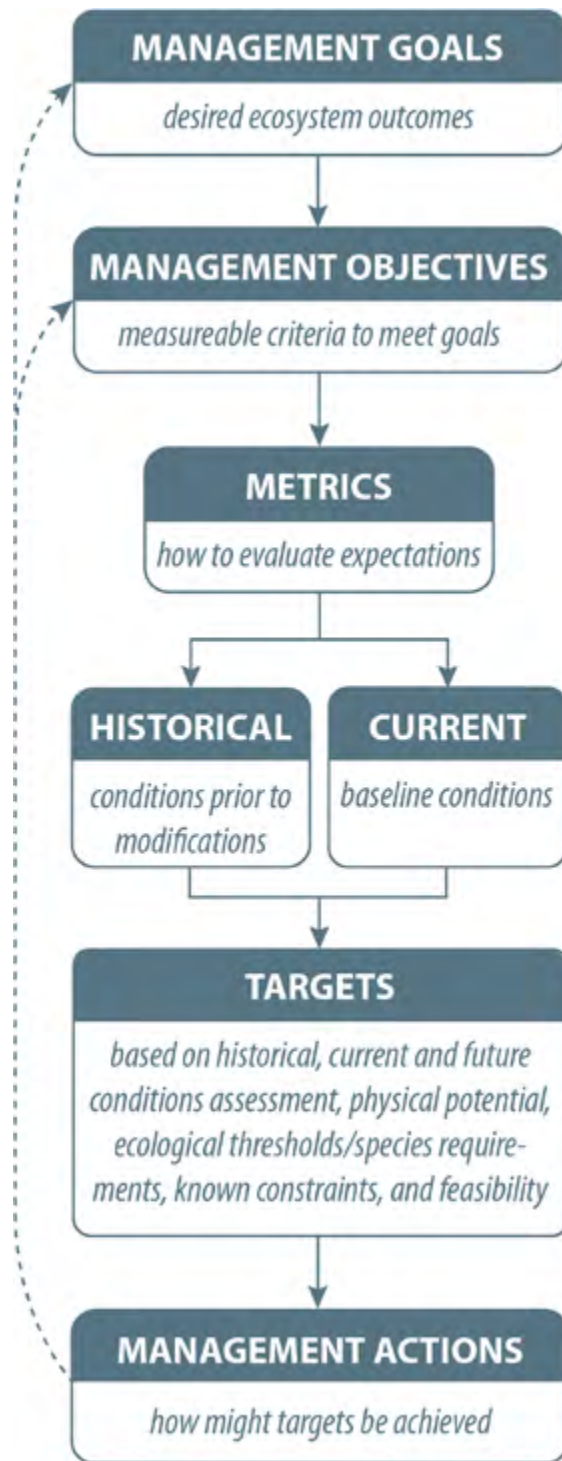 MANAGEMENT GOALS
desired ecosystem outcomes
MANAGEMENT OBJECTIVES
measureable criteria to meet goals
METRICS
how to evaluate expectations
HISTORICAL
conditions prior to
modifications
CURRENT
baseline conditions
TARGETS
based on historical, current and future
conditions assessment, physical potential,
ecological thresholds/species require-
ments, known constraints, and feasibility
MANAGEMENT ACTIONS
how might targets be achieved